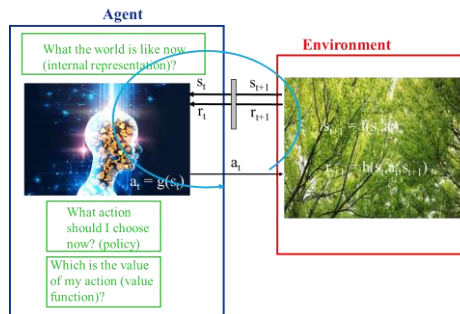 Agent
What the world is like now
(internal representation)?
Environment
sₜ sₜ₊₁
rₜ rₜ₊₁
aₜ
aₜ = g(sₜ)
sₜ₊₁ = f(sₜ,aₜ)
rₜ₊₁ = h(sₜ,aₜ,sₜ₊₁)
What action
should I choose
now? (policy)
Which is the value
of my action (value
function)?